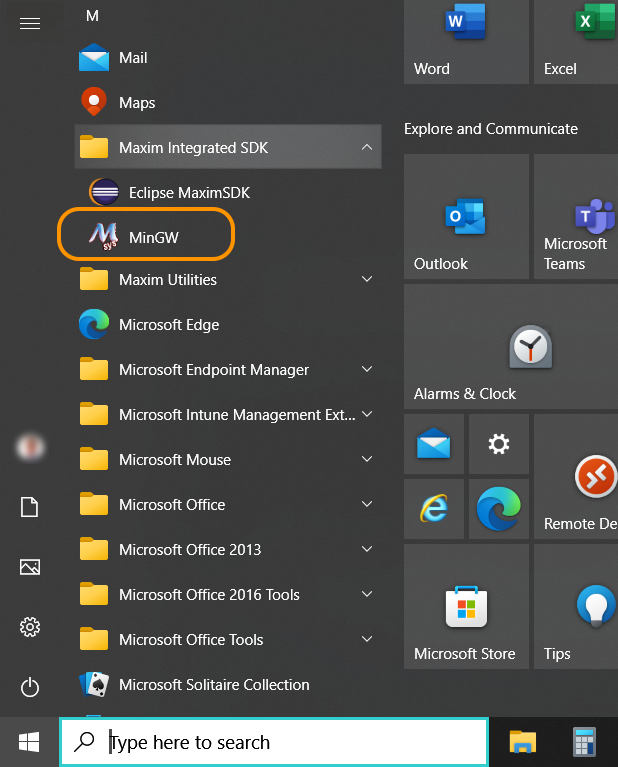 M
Mail
Maps
Maxim Integrated SDK
Eclipse MaximSDK
M
sys
MinGW
Maxim Utilities
Microsoft Edge
Microsoft Endpoint Manager
Microsoft Intune Management Ext...
Microsoft Mouse
Microsoft Office
Microsoft Office 2013
Microsoft Office 2016 Tools
Microsoft Office Tools
Microsoft Solitaire Collection
W
Word
X
Excel
Explore and Communicate
O
Outlook
T
Microsoft
Teams
Alarms & Clock
Remote De
Microsoft Store
Tips
Type here to search